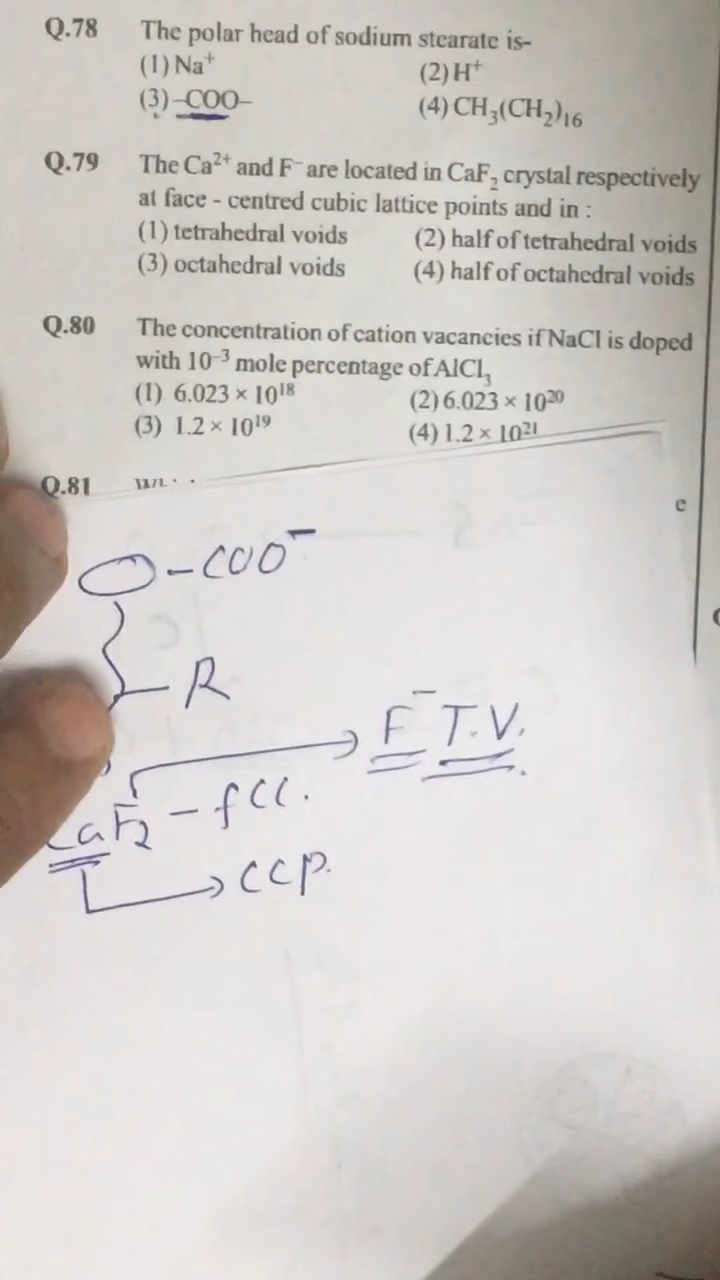 Q.78 The polar head of sodium stearate is-
(1) Na⁺ (2) H⁺
(3) –COO– (4) CH₃(CH₂)₁₆
Q.79 The Ca²⁺ and F⁻ are located in CaF₂ crystal respectively
at face - centred cubic lattice points and in :
(1) tetrahedral voids (2) half of tetrahedral voids
(3) octahedral voids (4) half of octahedral voids
Q.80 The concentration of cation vacancies if NaCl is doped
with 10⁻³ mole percentage of AlCl₃
(1) 6.023 × 10¹⁸ (2) 6.023 × 10²⁰
(3) 1.2 × 10¹⁹ (4) 1.2 × 10²¹
Q.81
–COO⁻
R
F⁻ T.V.
CaF₂ – fcc.
CCP.